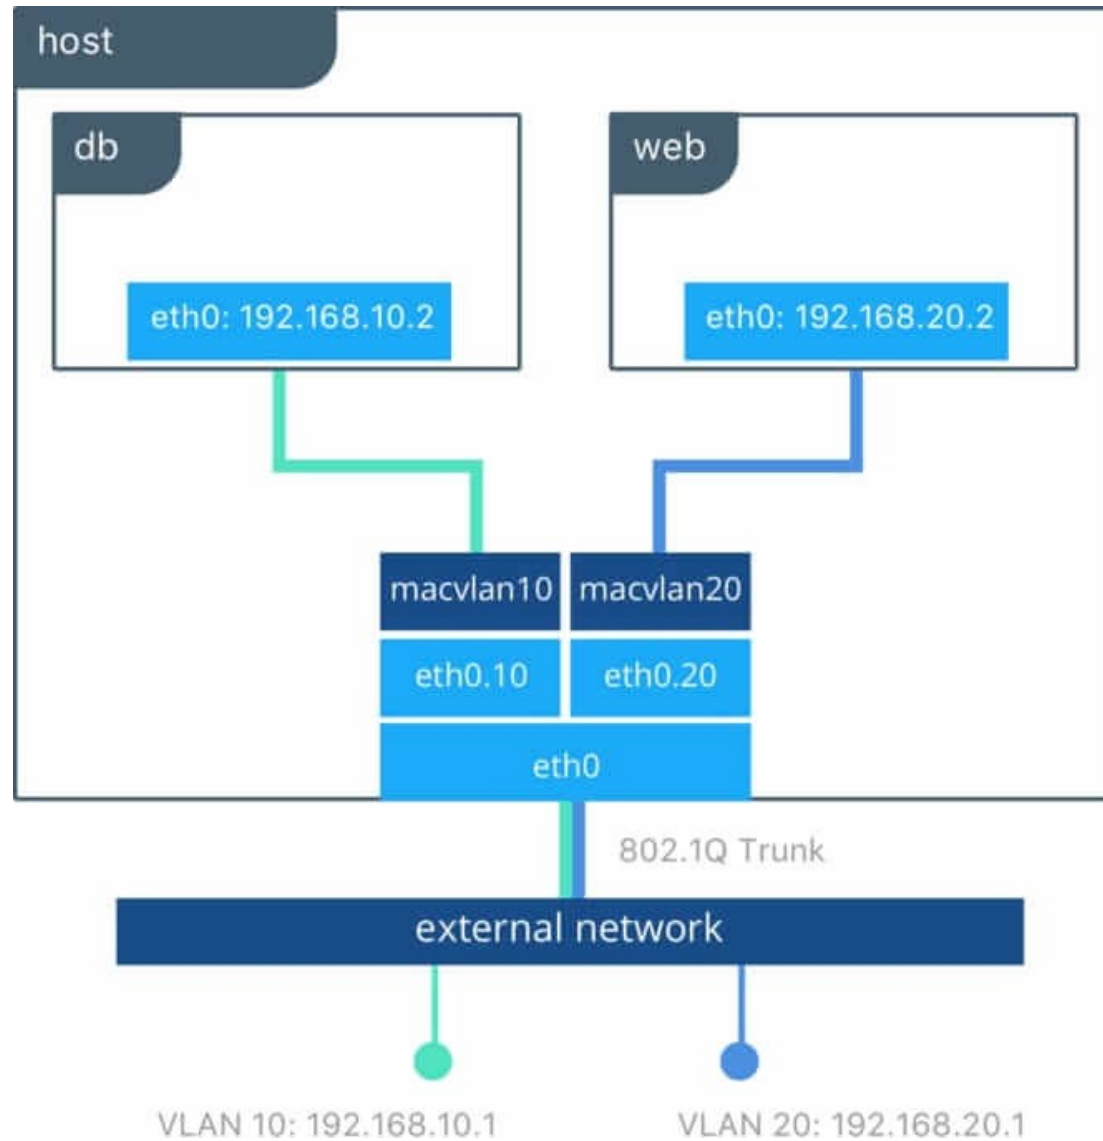 host
db
web
eth0: 192.168.10.2
eth0: 192.168.20.2
macvlan10
macvlan20
eth0.10
eth0.20
eth0
802.1Q Trunk
external network
VLAN 10: 192.168.10.1
VLAN 20: 192.168.20.1